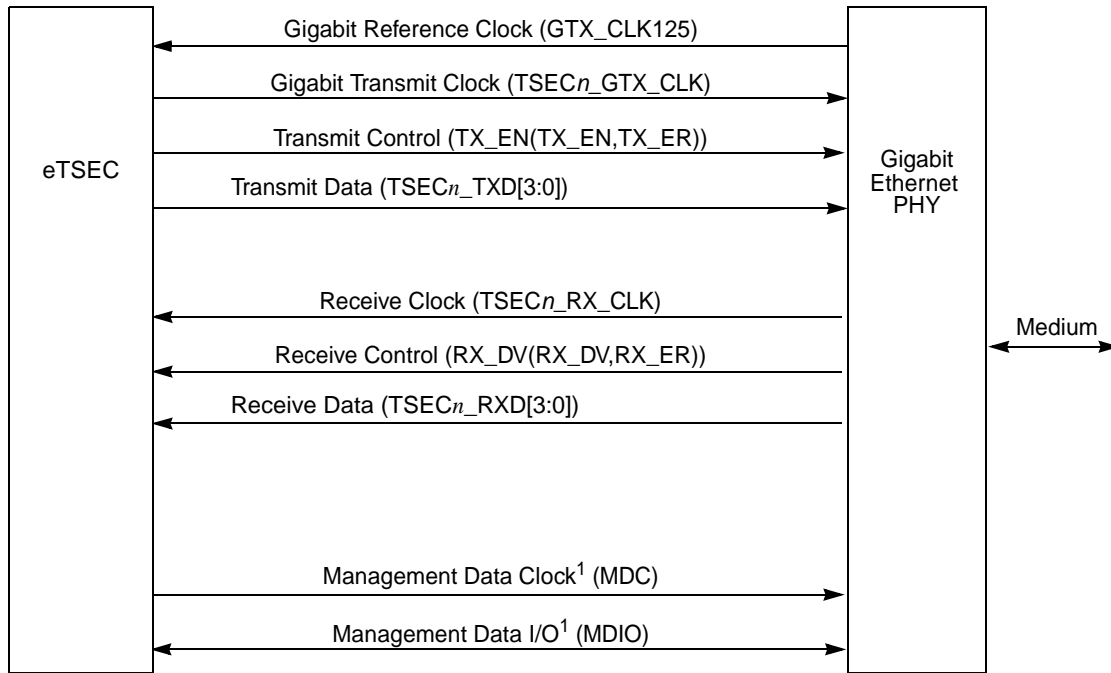 Gigabit Reference Clock (GTX_CLK125)
Gigabit Transmit Clock (TSECn_GTX_CLK)
Transmit Control (TX_EN(TX_EN,TX_ER))
eTSEC
Gigabit
Ethernet
PHY
Transmit Data (TSECn_TXD[3:0])
Receive Clock (TSECn_RX_CLK)
Medium
Receive Control (RX_DV(RX_DV,RX_ER))
Receive Data (TSECn_RXD[3:0])
Management Data Clock¹ (MDC)
Management Data I/O¹ (MDIO)